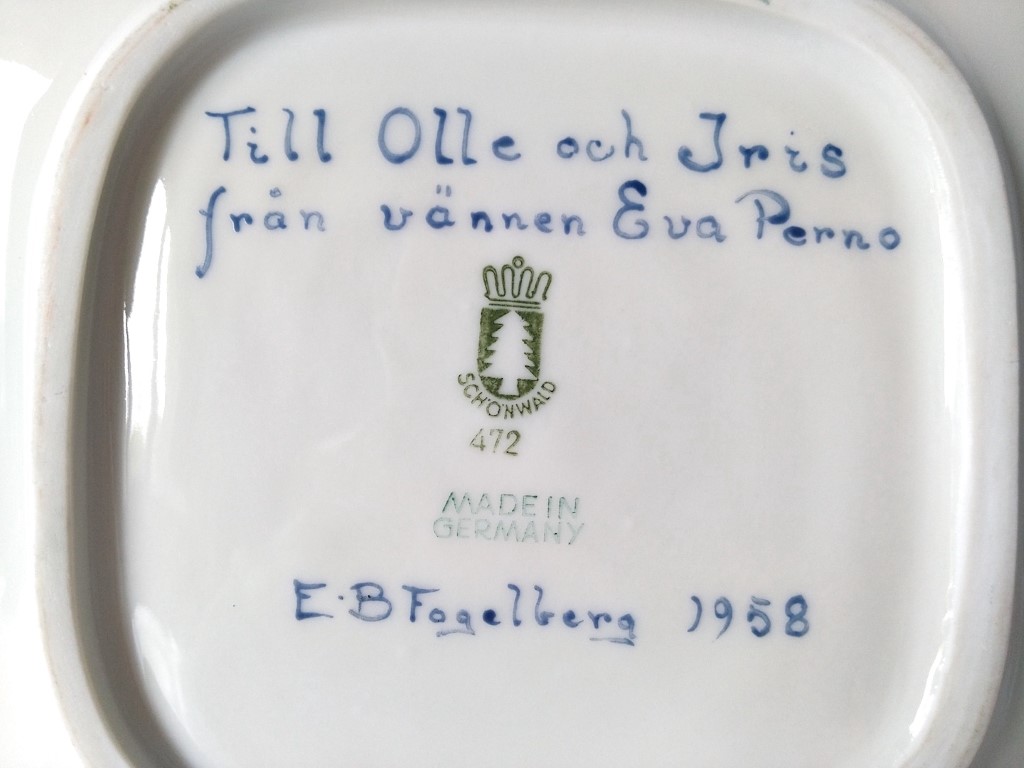 Till Olle och Iris
från vännen Eva Perno
SCHÖNWALD
472
MADE IN
GERMANY
E·B Fogelberg 1958